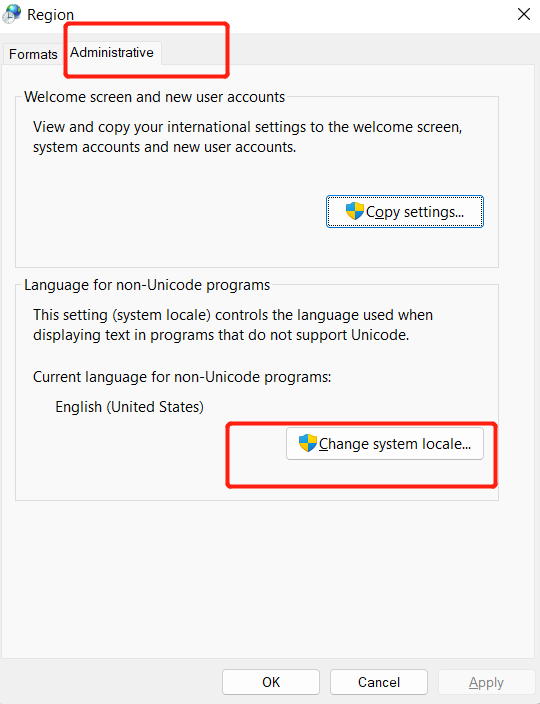 Region
Formats
Administrative
Welcome screen and new user accounts
View and copy your international settings to the welcome screen,
system accounts and new user accounts.
Copy settings...
Language for non-Unicode programs
This setting (system locale) controls the language used when
displaying text in programs that do not support Unicode.
Current language for non-Unicode programs:
English (United States)
Change system locale...
OK
Cancel
Apply